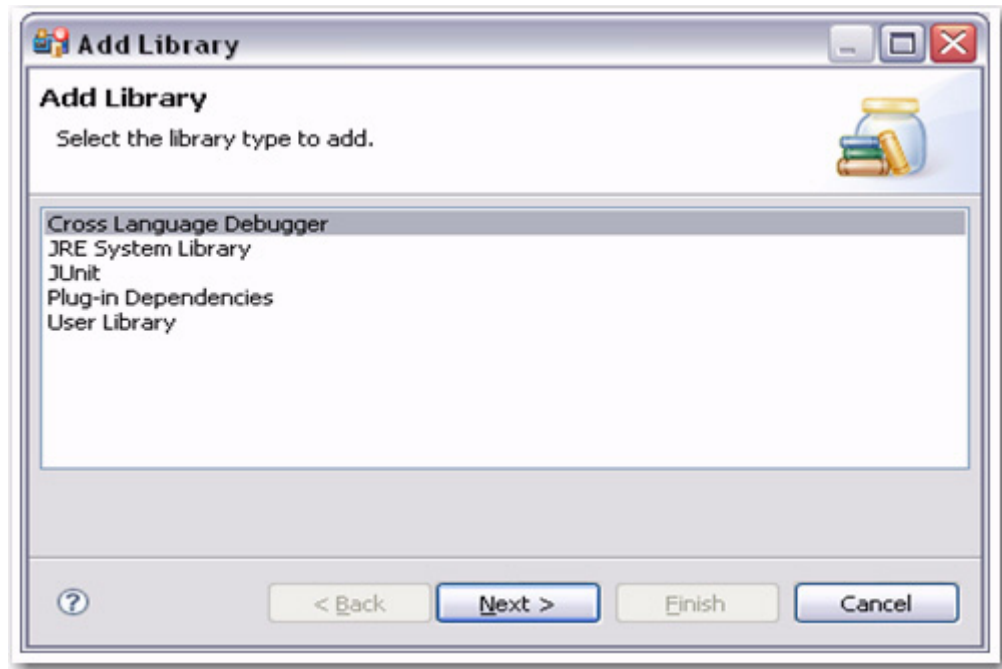 Add Library
Add Library
Select the library type to add.
Cross Language Debugger
JRE System Library
JUnit
Plug-in Dependencies
User Library
?
< Back
Next >
Finish
Cancel